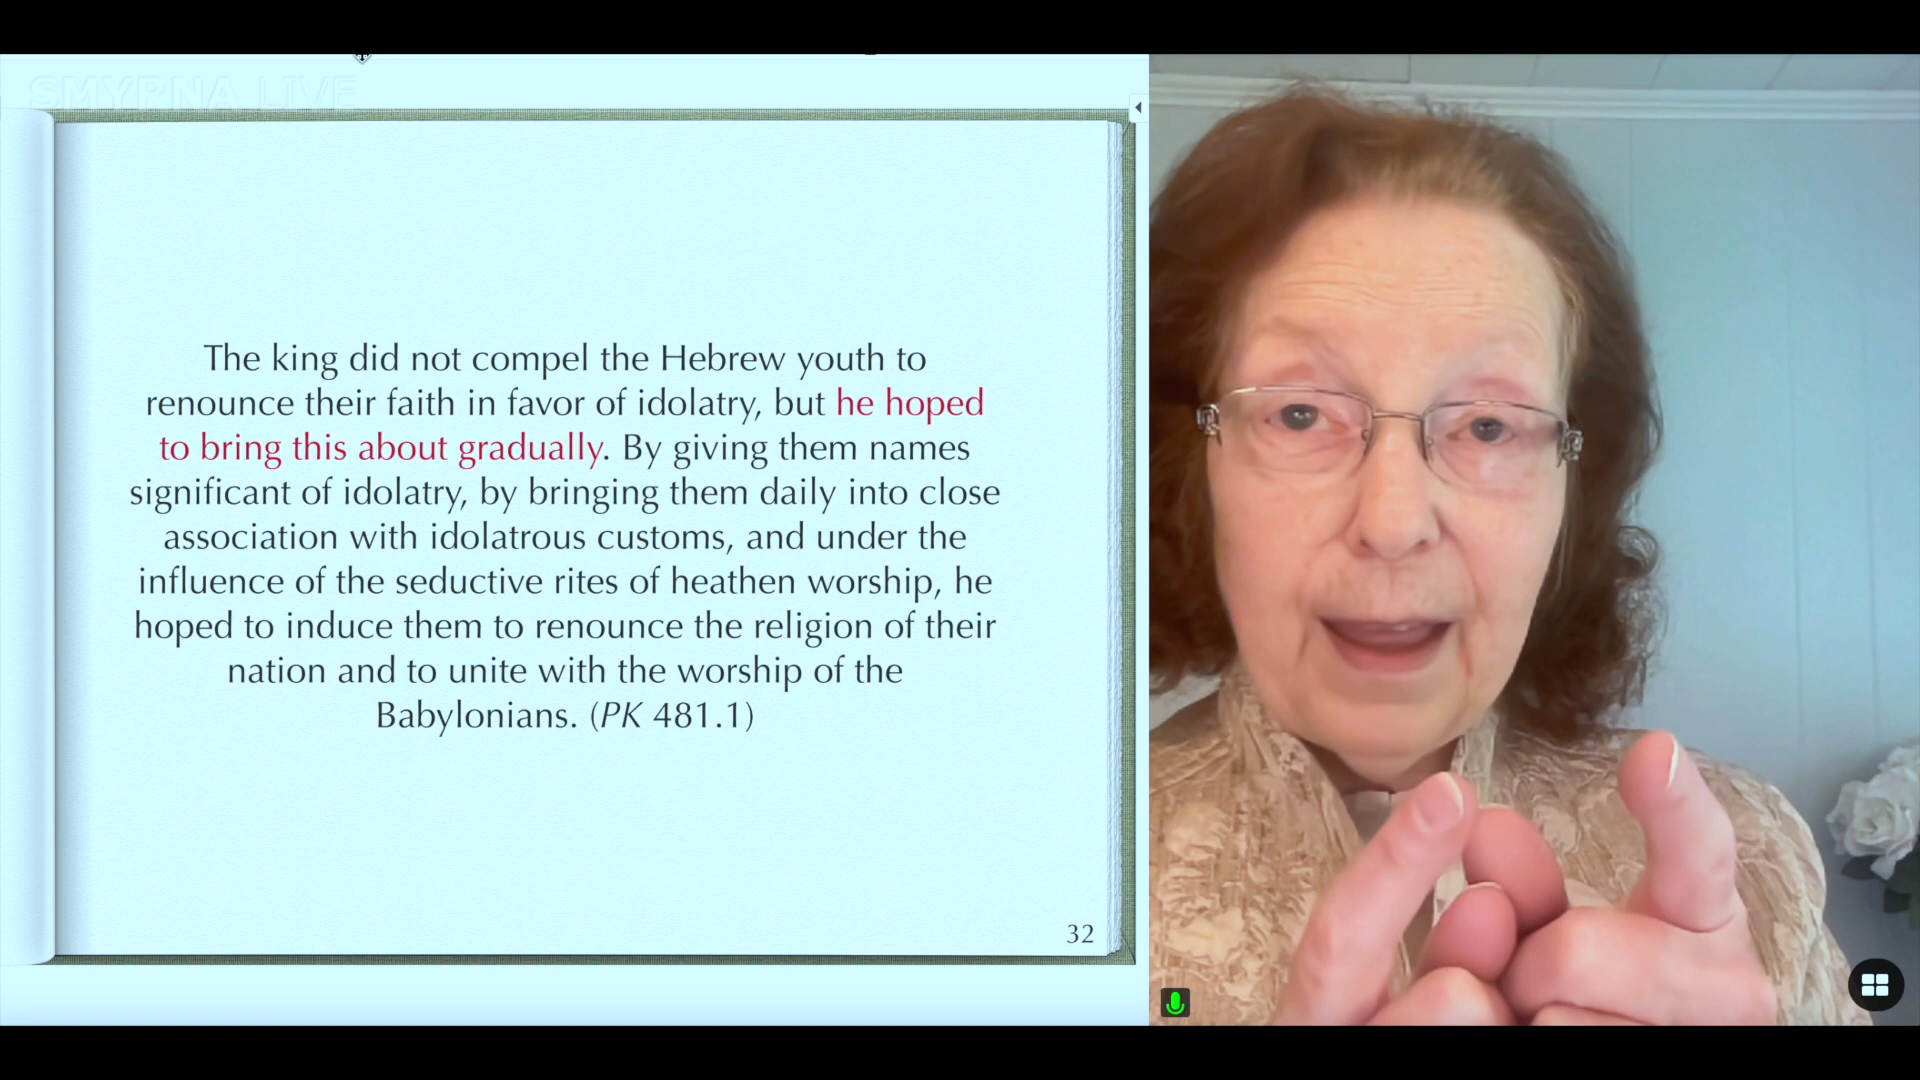 SMYRNA LIVE
The king did not compel the Hebrew youth to
renounce their faith in favor of idolatry, but he hoped
to bring this about gradually. By giving them names
significant of idolatry, by bringing them daily into close
association with idolatrous customs, and under the
influence of the seductive rites of heathen worship, he
hoped to induce them to renounce the religion of their
nation and to unite with the worship of the
Babylonians. (PK 481.1)
32